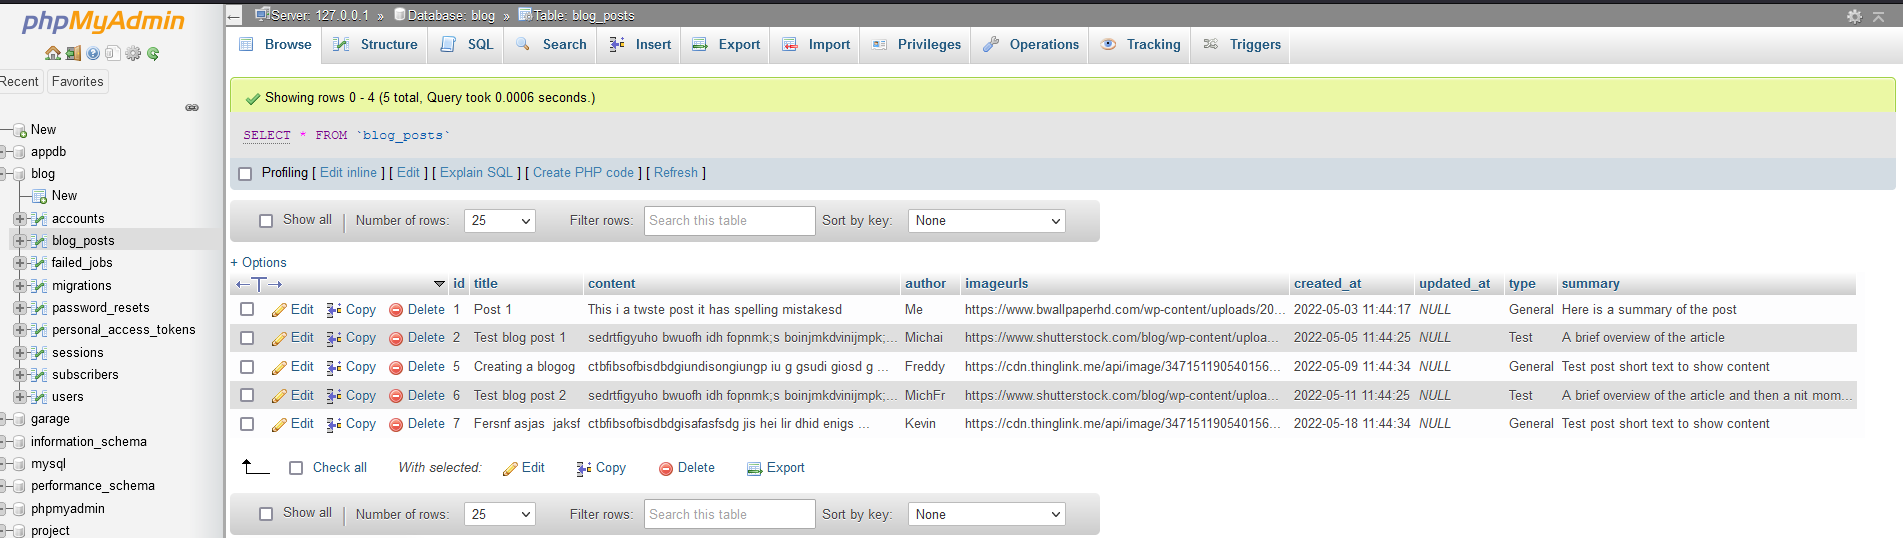 phpMyAdmin
Recent Favorites
New
appdb
blog
New
accounts
blog_posts
failed_jobs
migrations
password_resets
personal_access_tokens
sessions
subscribers
users
garage
information_schema
mysql
performance_schema
phpmyadmin
project
Server: 127.0.0.1 » Database: blog » Table: blog_posts
Browse Structure SQL Search Insert Export Import Privileges Operations Tracking Triggers
Showing rows 0 - 4 (5 total, Query took 0.0006 seconds.)
SELECT * FROM `blog_posts`
Profiling [ Edit inline ] [ Edit ] [ Explain SQL ] [ Create PHP code ] [ Refresh ]
Show all | Number of rows: 25 Filter rows: Search this table Sort by key: None
+ Options
←T→ id title content author imageurls created_at updated_at type summary
Edit Copy Delete 1 Post 1 This i a twste post it has spelling mistakesd Me https://www.bwallpaperhd.com/wp-content/uploads/20... 2022-05-03 11:44:17 NULL General Here is a summary of the post
Edit Copy Delete 2 Test blog post 1 sedrtfigyuho bwuofh idh fopnmk;s boinjmkdvinijmpk;... Michai https://www.shutterstock.com/blog/wp-content/uploa... 2022-05-05 11:44:25 NULL Test A brief overview of the article
Edit Copy Delete 5 Creating a blogog ctbfibsofbisdbdgiundisongiungp iu g gsudi giosd g ... Freddy https://cdn.thinglink.me/api/image/347151190540156... 2022-05-09 11:44:34 NULL General Test post short text to show content
Edit Copy Delete 6 Test blog post 2 sedrtfigyuho bwuofh idh fopnmk;s boinjmkdvinijmpk;... MichFr https://www.shutterstock.com/blog/wp-content/uploa... 2022-05-11 11:44:25 NULL Test A brief overview of the article and then a nit mom...
Edit Copy Delete 7 Fersnf asjas jaksf ctbfibsofbisdbdgisafasfsdg jis hei lir dhid enigs ... Kevin https://cdn.thinglink.me/api/image/347151190540156... 2022-05-18 11:44:34 NULL General Test post short text to show content
Check all With selected: Edit Copy Delete Export
Show all | Number of rows: 25 Filter rows: Search this table Sort by key: None